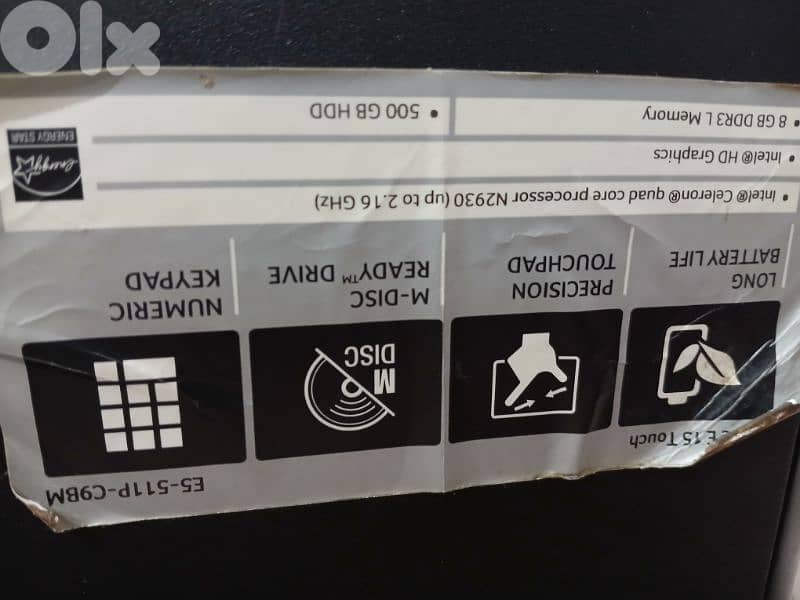 OLX
E 15 Touch
E5-511P-C9BM
LONG
BATTERY LIFE
PRECISION
TOUCHPAD
M
DISC
M-DISC
READY™ DRIVE
NUMERIC
KEYPAD
• Intel® Celeron® quad core processor N2930 (up to 2.16 GHz)
• Intel® HD Graphics
• 8 GB DDR3 L Memory
• 500 GB HDD
energy
ENERGY STAR